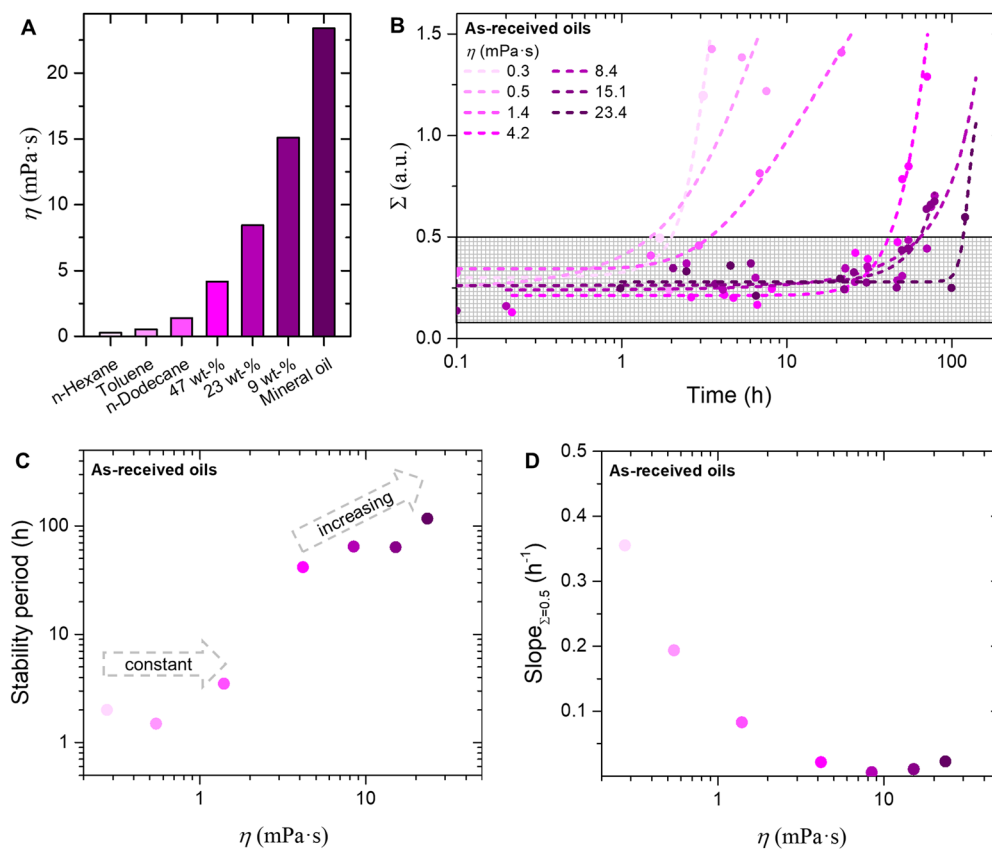 A
η (mPa·s)
20
15
10
5
0
n-Hexane
Toluene
n-Dodecane
47 wt-%
23 wt-%
9 wt-%
Mineral oil
B
As-received oils
η (mPa·s)
0.3
0.5
1.4
4.2
8.4
15.1
23.4
Σ (a.u.)
1.5
1.0
0.5
0.0
0.1
1
10
100
Time (h)
C
As-received oils
increasing
constant
Stability period (h)
100
10
1
1
10
η (mPa·s)
D
As-received oils
Slope Σ=0.5 (h-1)
0.5
0.4
0.3
0.2
0.1
1
10
η (mPa·s)